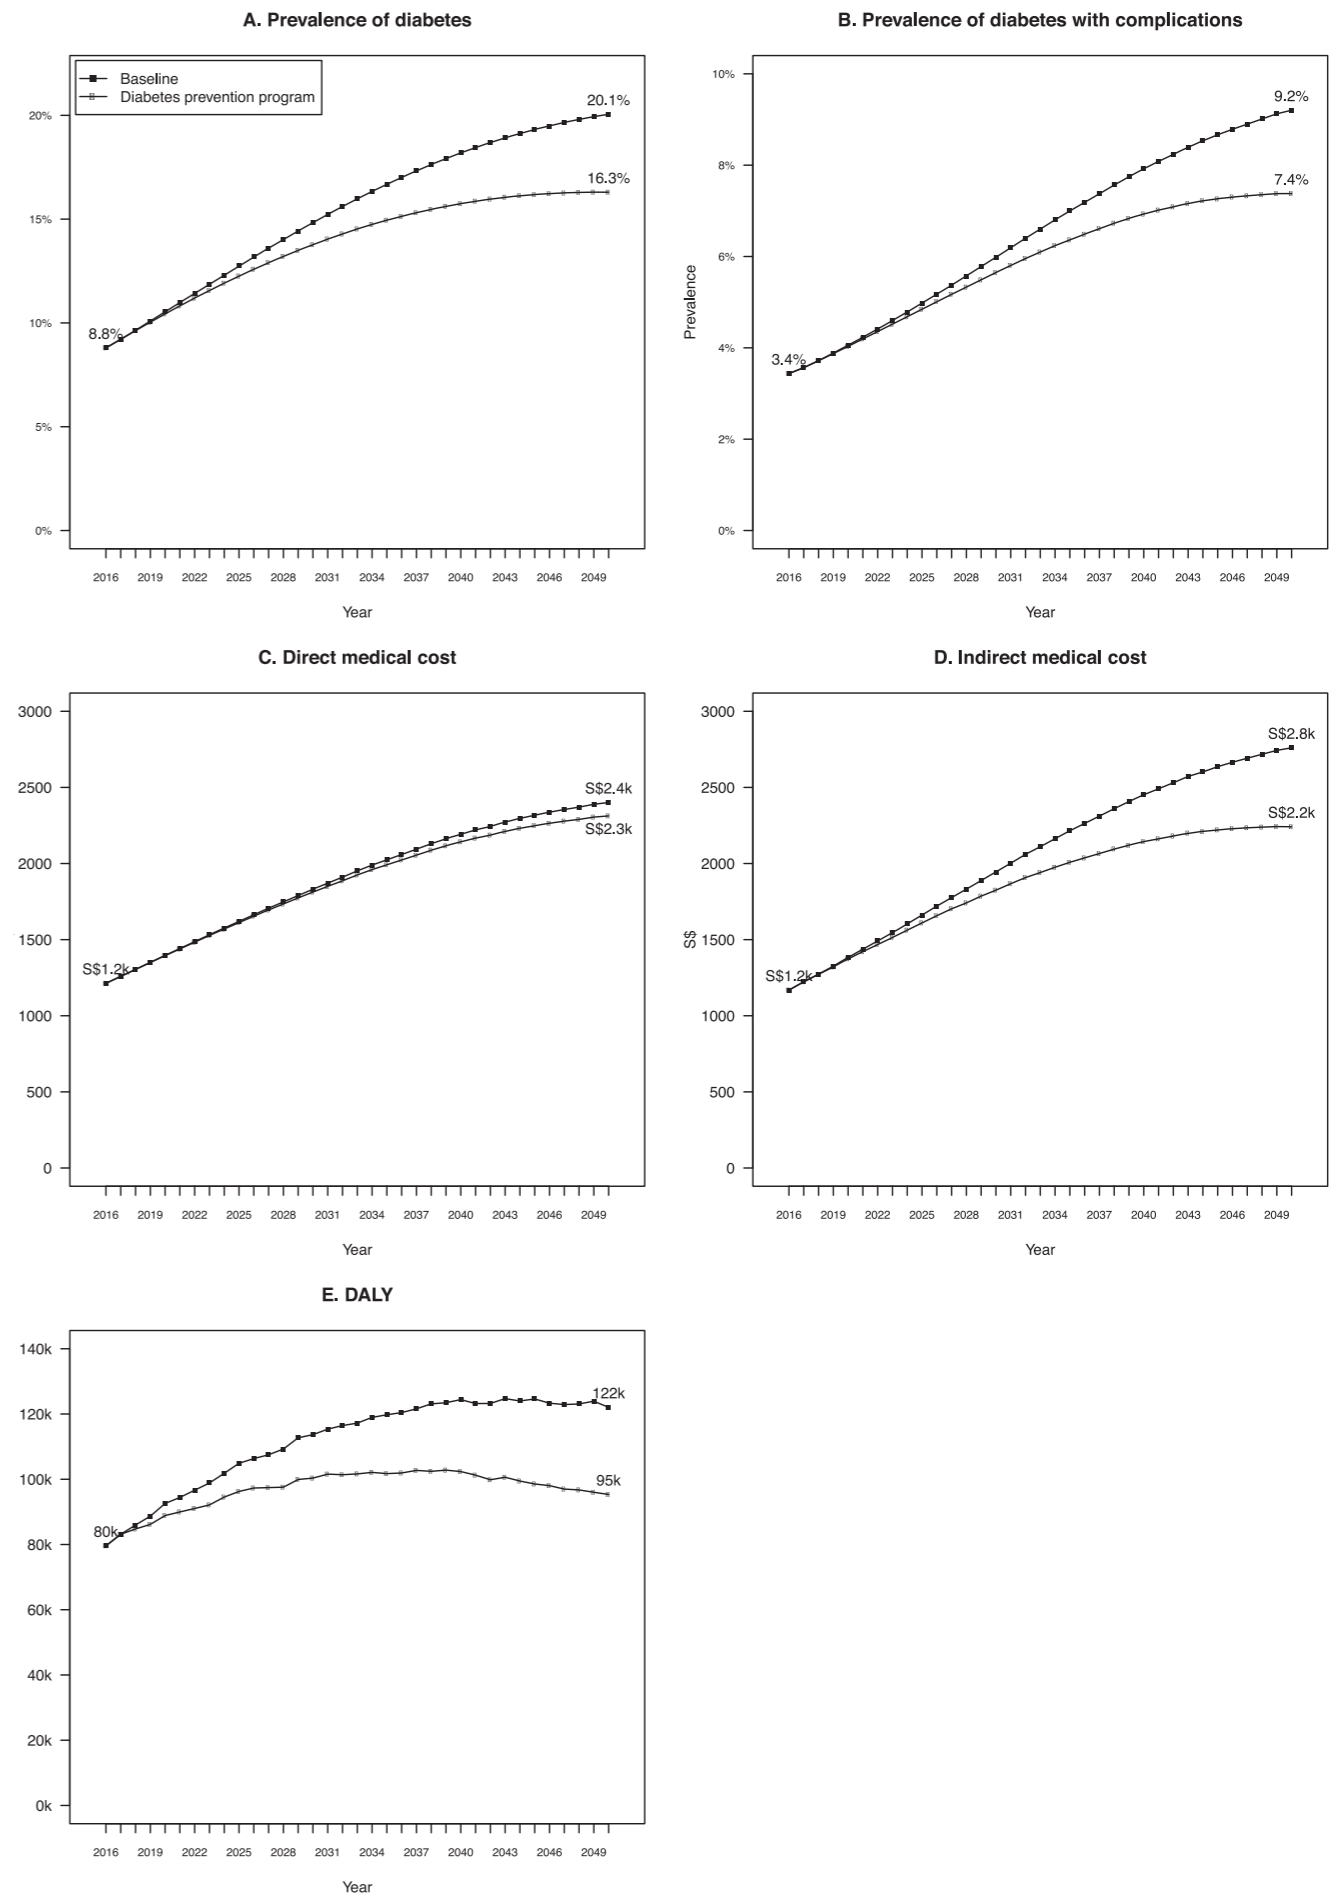 A. Prevalence of diabetes
Baseline
Diabetes prevention program
20.1%
16.3%
8.8%
20%
15%
10%
5%
0%
2016 2019 2022 2025 2028 2031 2034 2037 2040 2043 2046 2049
Year
B. Prevalence of diabetes with complications
9.2%
7.4%
3.4%
Prevalence
10%
8%
6%
4%
2%
0%
2016 2019 2022 2025 2028 2031 2034 2037 2040 2043 2046 2049
Year
C. Direct medical cost
S$2.4k
S$2.3k
S$1.2k
3000
2500
2000
1500
1000
500
0
2016 2019 2022 2025 2028 2031 2034 2037 2040 2043 2046 2049
Year
D. Indirect medical cost
S$2.8k
S$2.2k
S$1.2k
S$
3000
2500
2000
1500
1000
500
0
2016 2019 2022 2025 2028 2031 2034 2037 2040 2043 2046 2049
Year
E. DALY
122k
95k
80k
140k
120k
100k
80k
60k
40k
20k
0k
2016 2019 2022 2025 2028 2031 2034 2037 2040 2043 2046 2049
Year